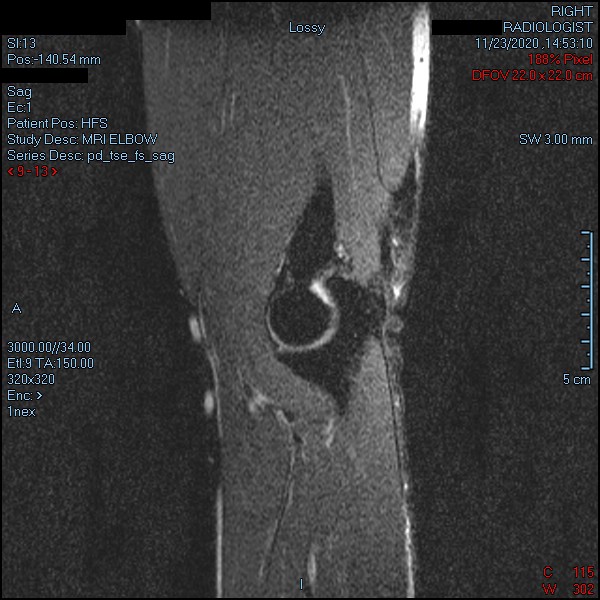 RIGHT
Lossy
RADIOLOGIST
SI:13
11/23/2020 ,14:53:10
Pos:-140.54 mm
188% Pixel
DFOV 22.0 x 22.0 cm
Sag
Ec:1
Patient Pos: HFS
Study Desc: MRI ELBOW
SW 3.00 mm
Series Desc: pd_tse_fs_sag
< 9 - 13 >
A
3000.00//34.00
Etl:9 TA:150.00
320x320
5 cm
Enc: >
1nex
I
C 115
W 302